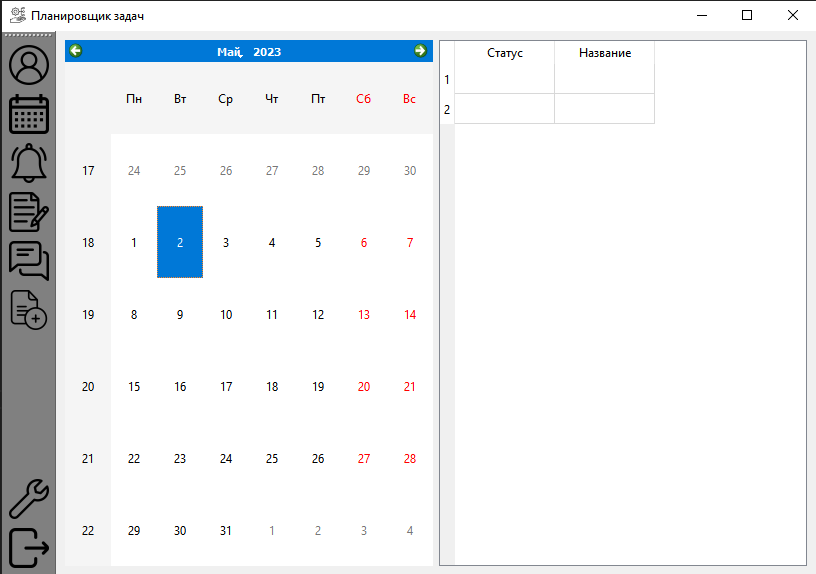 Планировщик задач
Май, 2023
Пн Вт Ср Чт Пт Сб Вс
17 24 25 26 27 28 29 30
18 1 2 3 4 5 6 7
19 8 9 10 11 12 13 14
20 15 16 17 18 19 20 21
21 22 23 24 25 26 27 28
22 29 30 31 1 2 3 4
Статус Название
1
2